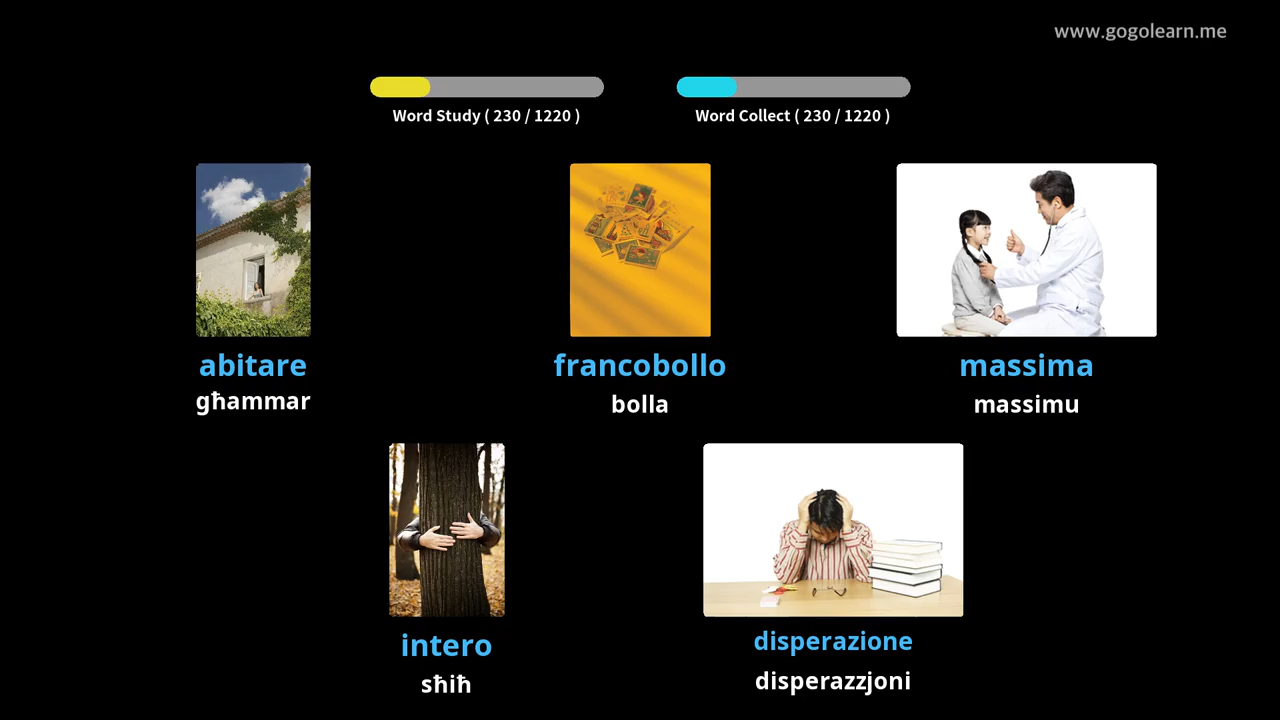 www.gogolearn.me
Word Study ( 230 / 1220 )
Word Collect ( 230 / 1220 )
abitare
għammar
francobollo
bolla
massima
massimu
intero
sħiħ
disperazione
disperazzjoni